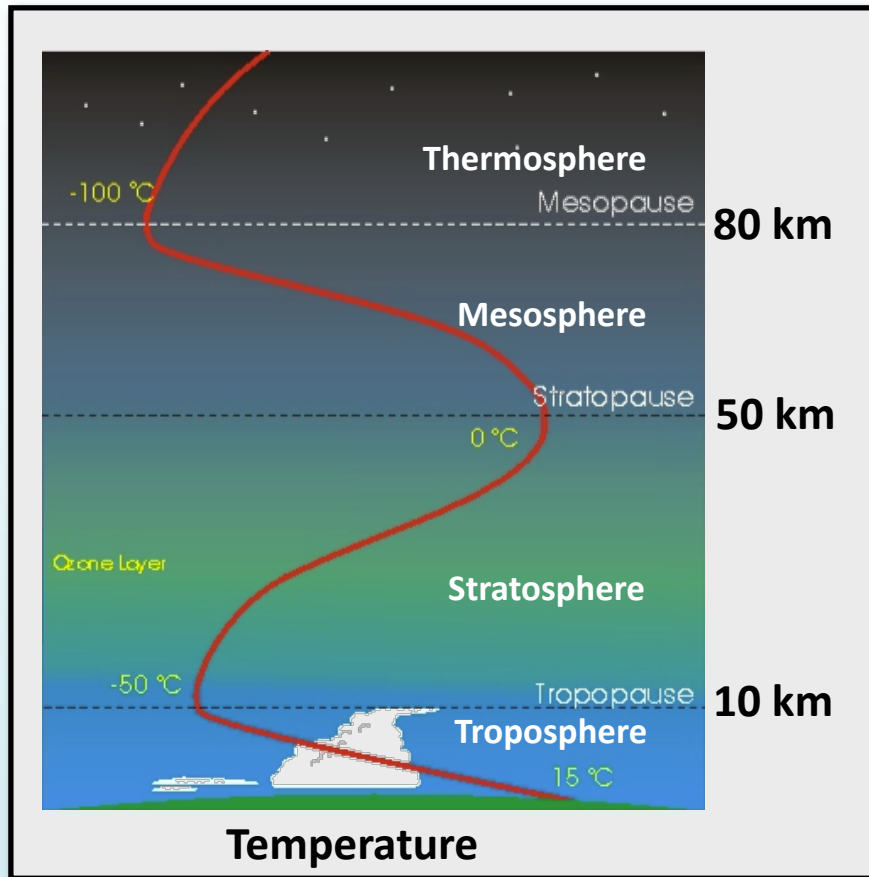 Thermosphere
-100 °C
Mesopause
80 km
Mesosphere
Stratopause
50 km
0 °C
Ozone Layer
Stratosphere
-50 °C
Tropopause
10 km
Troposphere
15 °C
Temperature